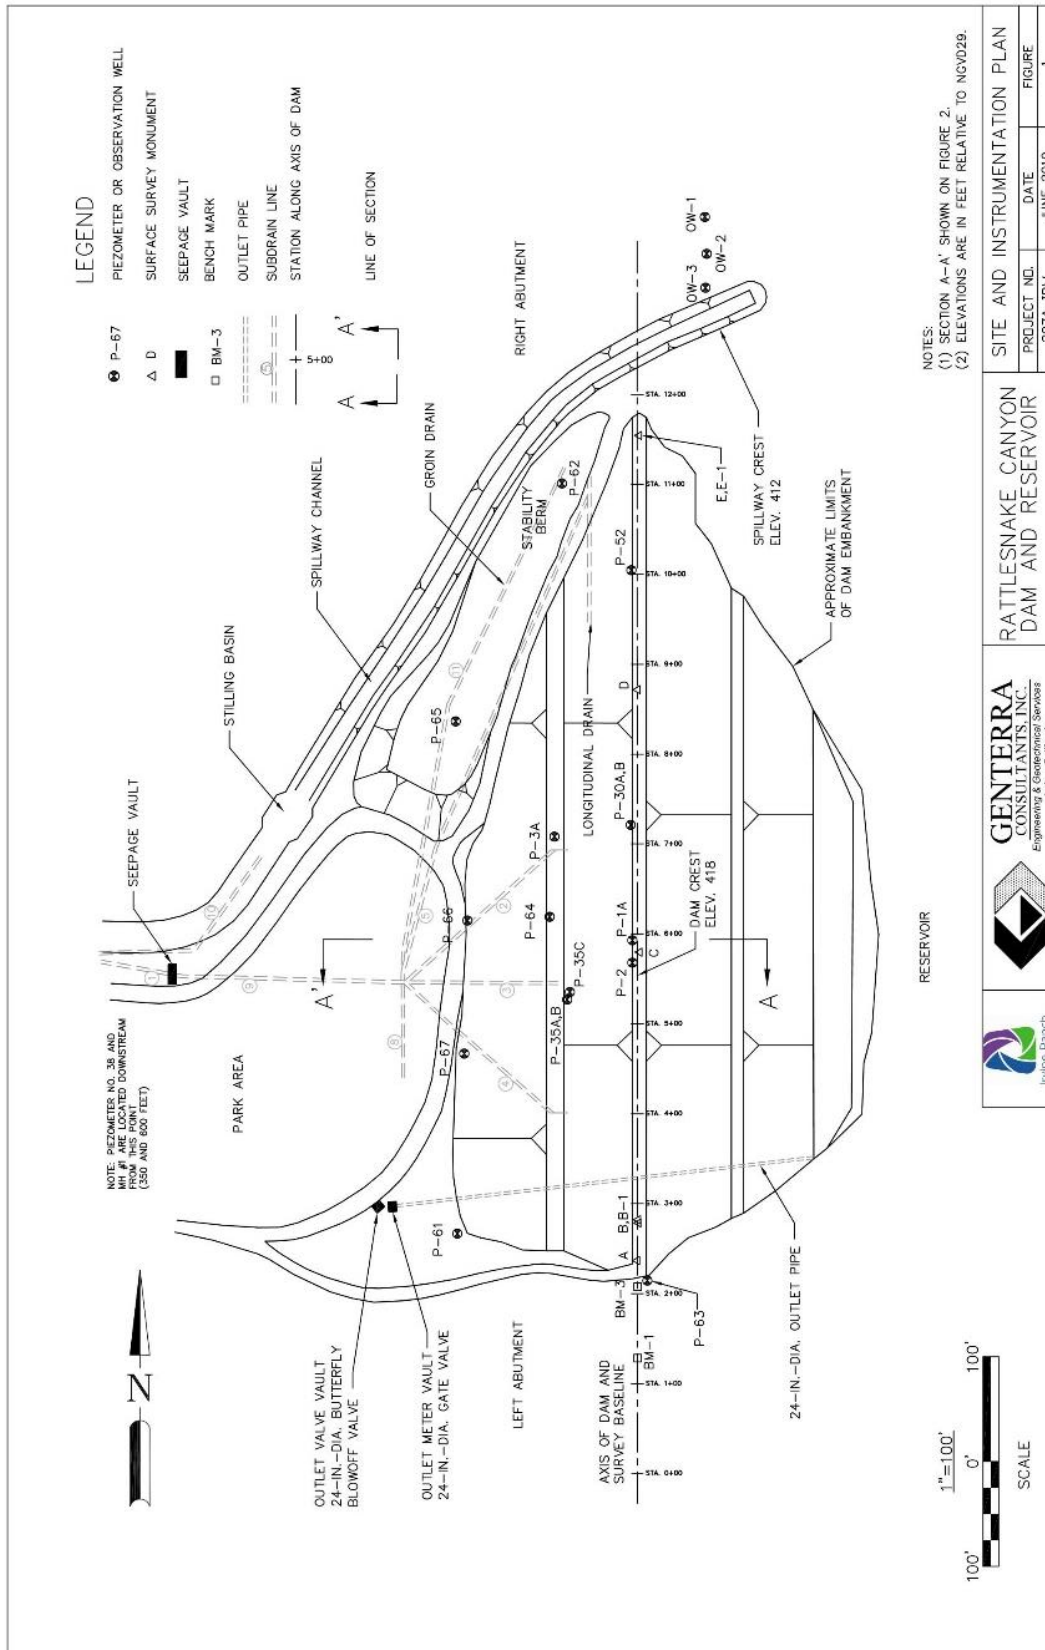 LEGEND
P-67
PIEZOMETER OR OBSERVATION WELL
D
SURFACE SURVEY MONUMENT
SEEPAGE VAULT
BM-3
BENCH MARK
OUTLET PIPE
5
SUBDRAIN LINE
5+00
STATION ALONG AXIS OF DAM
A
A'
LINE OF SECTION
N
NOTE: PIEZOMETER NO. 38 AND
MH #1 ARE LOCATED DOWNSTREAM
FROM THIS POINT
(350 AND 600 FEET)
SEEPAGE VAULT
STILLING BASIN
SPILLWAY CHANNEL
GROIN DRAIN
PARK AREA
1
10
9
A'
OUTLET VALVE VAULT
24-IN.-DIA. BUTTERFLY
BLOWOFF VALVE
OUTLET METER VAULT
24-IN.-DIA. GATE VALVE
LEFT ABUTMENT
RIGHT ABUTMENT
P-61
P-67
P-66
P-65
P-62
STABILITY
BERM
8
5
11
4
3
2
P-35A,B
P-35C
P-64
P-3A
LONGITUDINAL DRAIN
AXIS OF DAM AND
SURVEY BASELINE
BM-1
BM-3
A
B,B-1
P-2
C
P-1A
P-30A,B
D
P-52
E,E-1
OW-3
OW-2
OW-1
STA. 0+00
STA. 1+00
STA. 2+00
STA. 3+00
STA. 4+00
STA. 5+00
STA. 6+00
STA. 7+00
STA. 8+00
STA. 9+00
STA. 10+00
STA. 11+00
STA. 12+00
P-63
DAM CREST
ELEV. 418
SPILLWAY CREST
ELEV. 412
24-IN.-DIA. OUTLET PIPE
A
APPROXIMATE LIMITS
OF DAM EMBANKMENT
RESERVOIR
1"=100'
100'
0'
100'
SCALE
NOTES:
(1) SECTION A-A' SHOWN ON FIGURE 2.
(2) ELEVATIONS ARE IN FEET RELATIVE TO NGVD29.
GENTERRA
CONSULTANTS, INC.
Engineering & Geotechnical Services
RATTLESNAKE CANYON
DAM AND RESERVOIR
SITE AND INSTRUMENTATION PLAN
PROJECT NO.
DATE
FIGURE